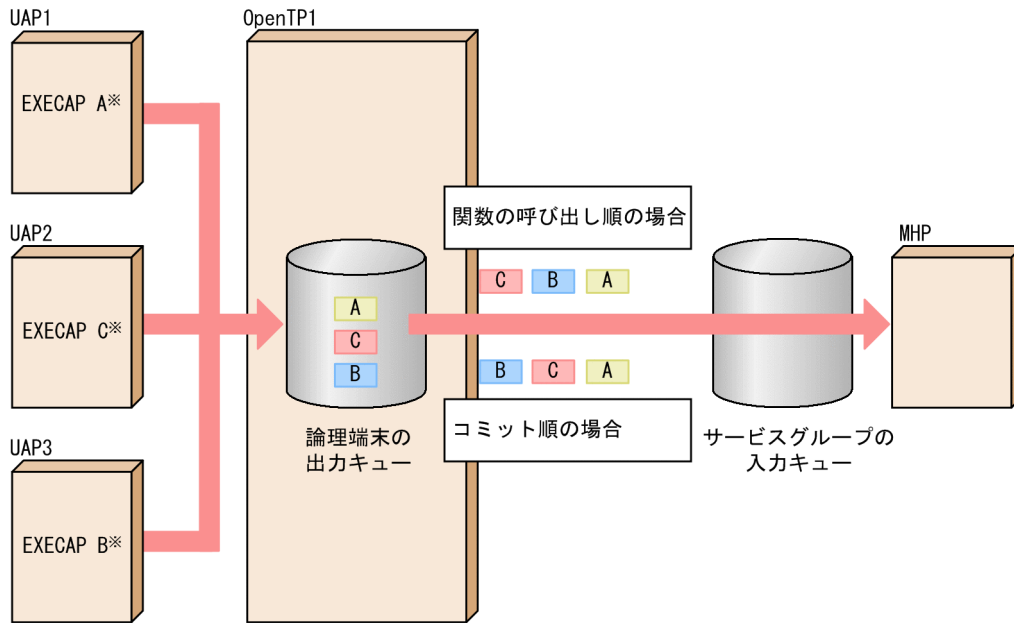 UAP1
EXECAP A※
UAP2
EXECAP C※
UAP3
EXECAP B※
OpenTP1
A
C
B
論理端末の
出力キュー
関数の呼び出し順の場合
C B A
B C A
コミット順の場合
サービスグループの
入力キュー
MHP